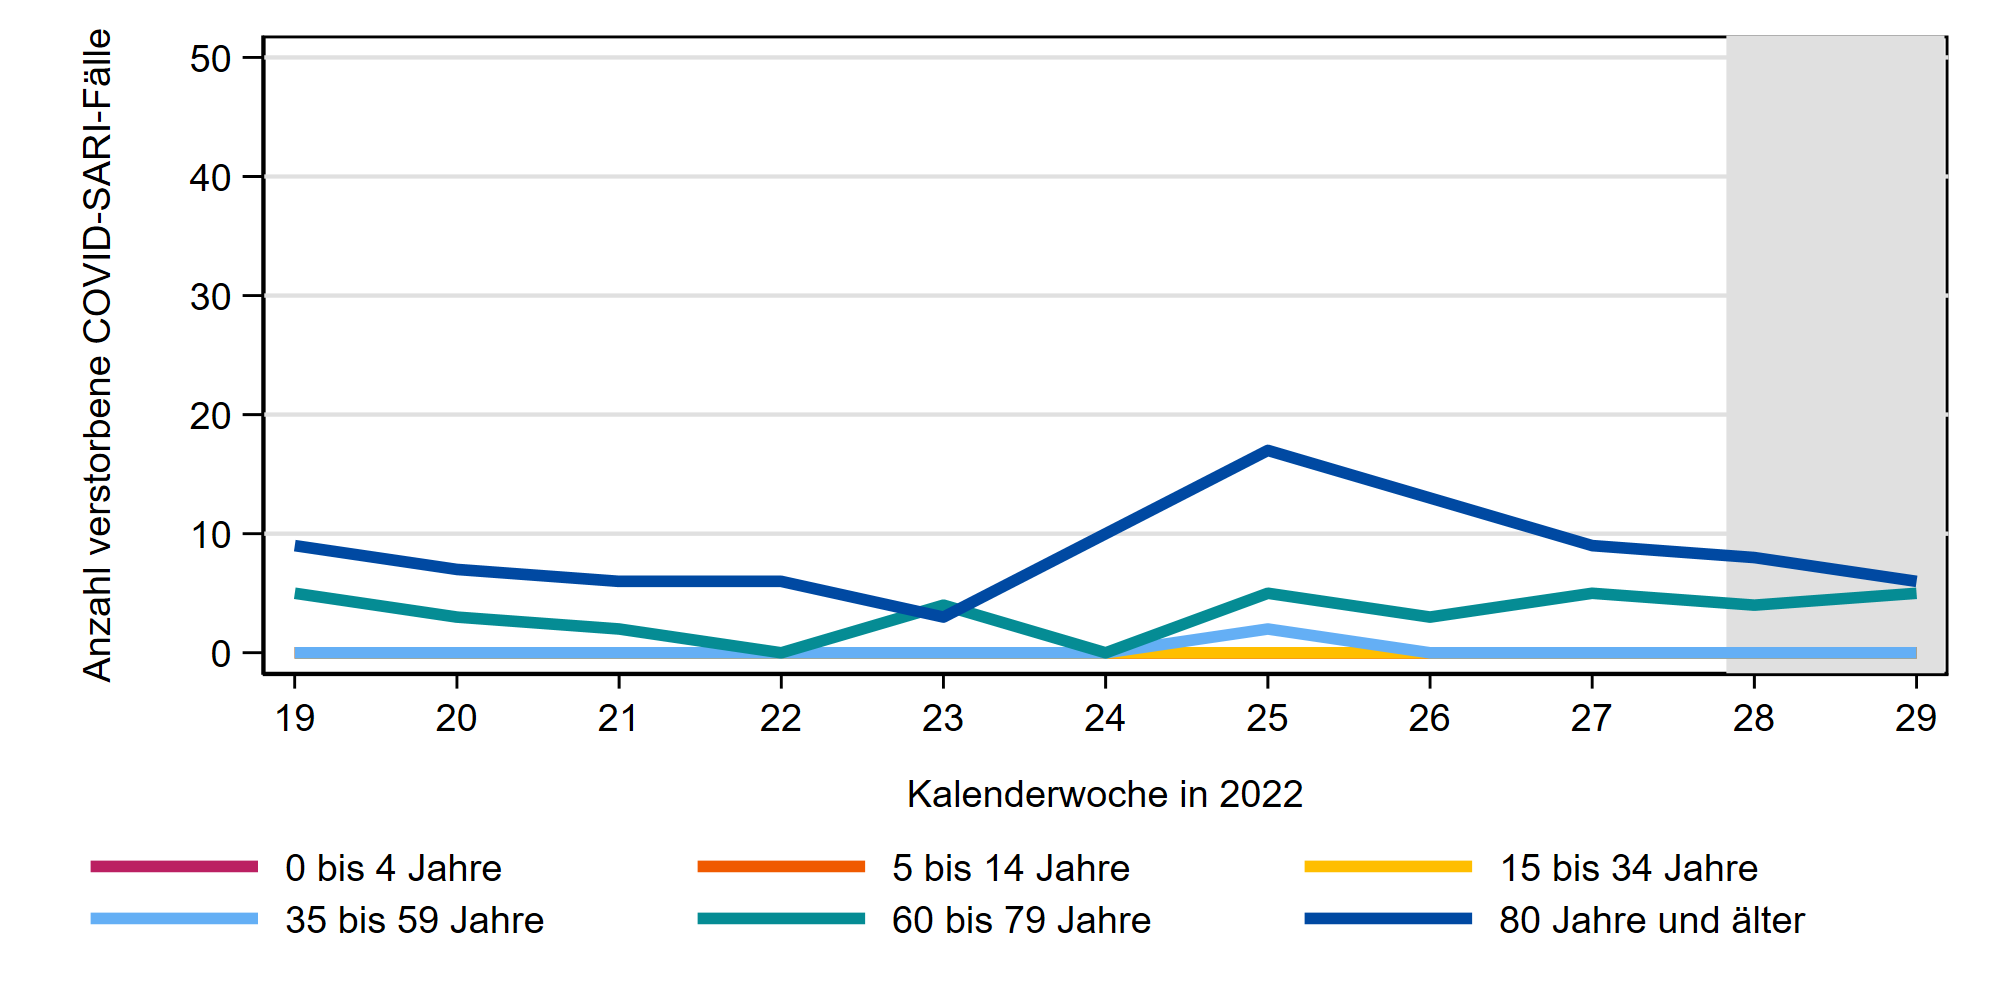 Anzahl verstorbene COVID-SARI-Fälle
50
40
30
20
10
0
19 20 21 22 23 24 25 26 27 28 29
Kalenderwoche in 2022
0 bis 4 Jahre 5 bis 14 Jahre 15 bis 34 Jahre
35 bis 59 Jahre 60 bis 79 Jahre 80 Jahre und älter